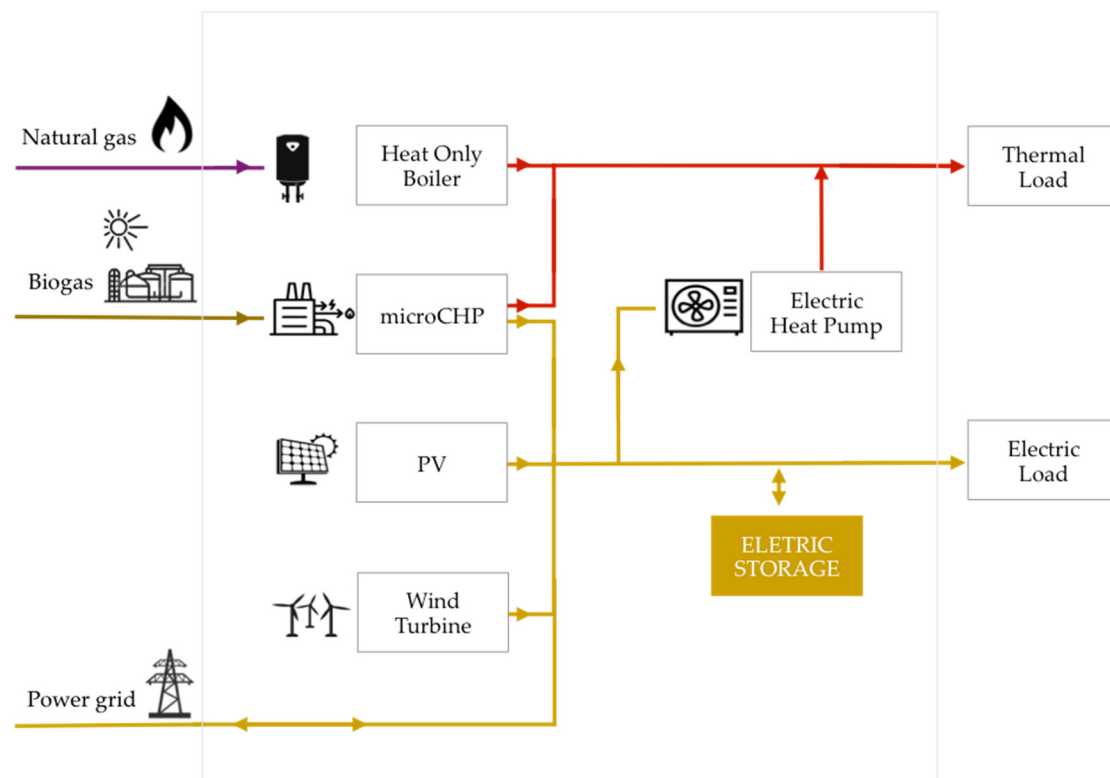 Natural gas
Heat Only
Boiler
Thermal
Load
Biogas
microCHP
Electric
Heat Pump
PV
Electric
Load
ELETRIC
STORAGE
Wind
Turbine
Power grid